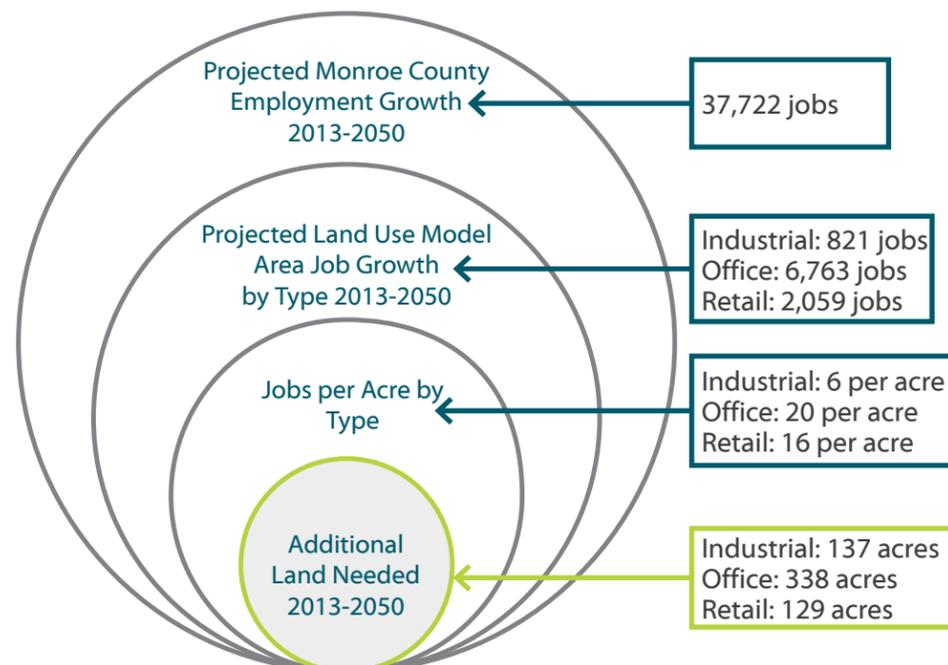 Projected Monroe County
Employment Growth
2013-2050
37,722 jobs
Projected Land Use Model
Area Job Growth
by Type 2013-2050
Industrial: 821 jobs
Office: 6,763 jobs
Retail: 2,059 jobs
Jobs per Acre by
Type
Industrial: 6 per acre
Office: 20 per acre
Retail: 16 per acre
Additional
Land Needed
2013-2050
Industrial: 137 acres
Office: 338 acres
Retail: 129 acres